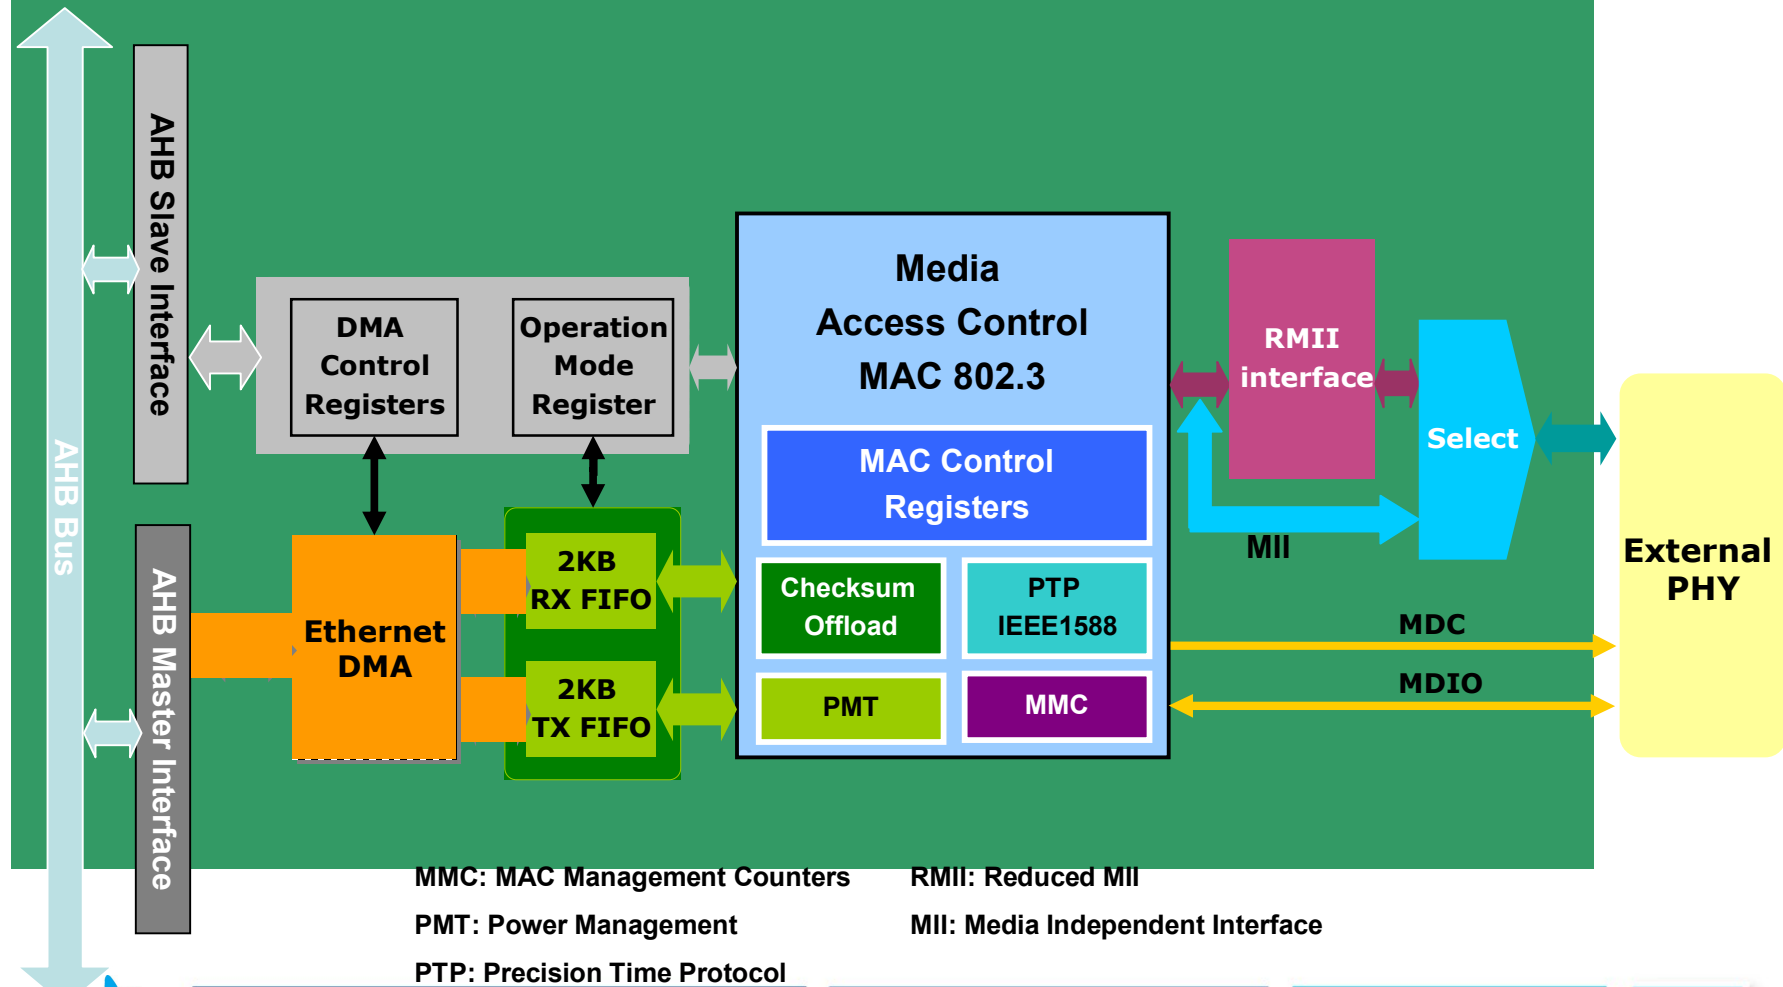 AHB Bus
AHB Slave Interface
AHB Master Interface
DMA
Control
Registers
Operation
Mode
Register
Ethernet
DMA
2KB
RX FIFO
2KB
TX FIFO
Media
Access Control
MAC 802.3
MAC Control
Registers
Checksum
Offload
PTP
IEEE1588
PMT
MMC
RMII
interface
MII
Select
MDC
MDIO
External
PHY
MMC: MAC Management Counters
RMII: Reduced MII
PMT: Power Management
MII: Media Independent Interface
PTP: Precision Time Protocol